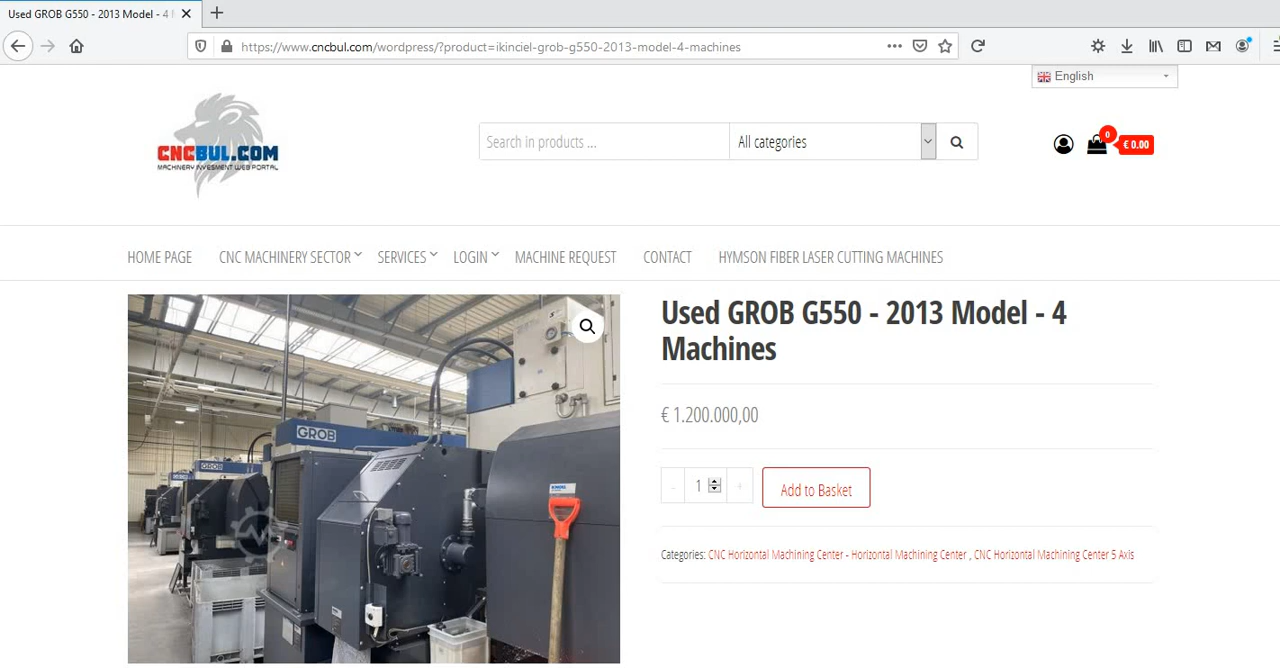 Used GROB G550 - 2013 Model - 4
https://www.cncbul.com/wordpress/?product=ikinciel-grob-g550-2013-model-4-machines
English
CNCBUL.COM
MACHINERY INVESMENT WEB PORTAL
Search in products ...
All categories
0
€ 0.00
HOME PAGE
CNC MACHINERY SECTOR
SERVICES
LOGIN
MACHINE REQUEST
CONTACT
HYMSON FIBER LASER CUTTING MACHINES
GROB
GROB
Used GROB G550 - 2013 Model - 4
Machines
€ 1.200.000,00
- 1 +
Add to Basket
Categories: CNC Horizontal Machining Center - Horizontal Machining Center , CNC Horizontal Machining Center 5 Axis